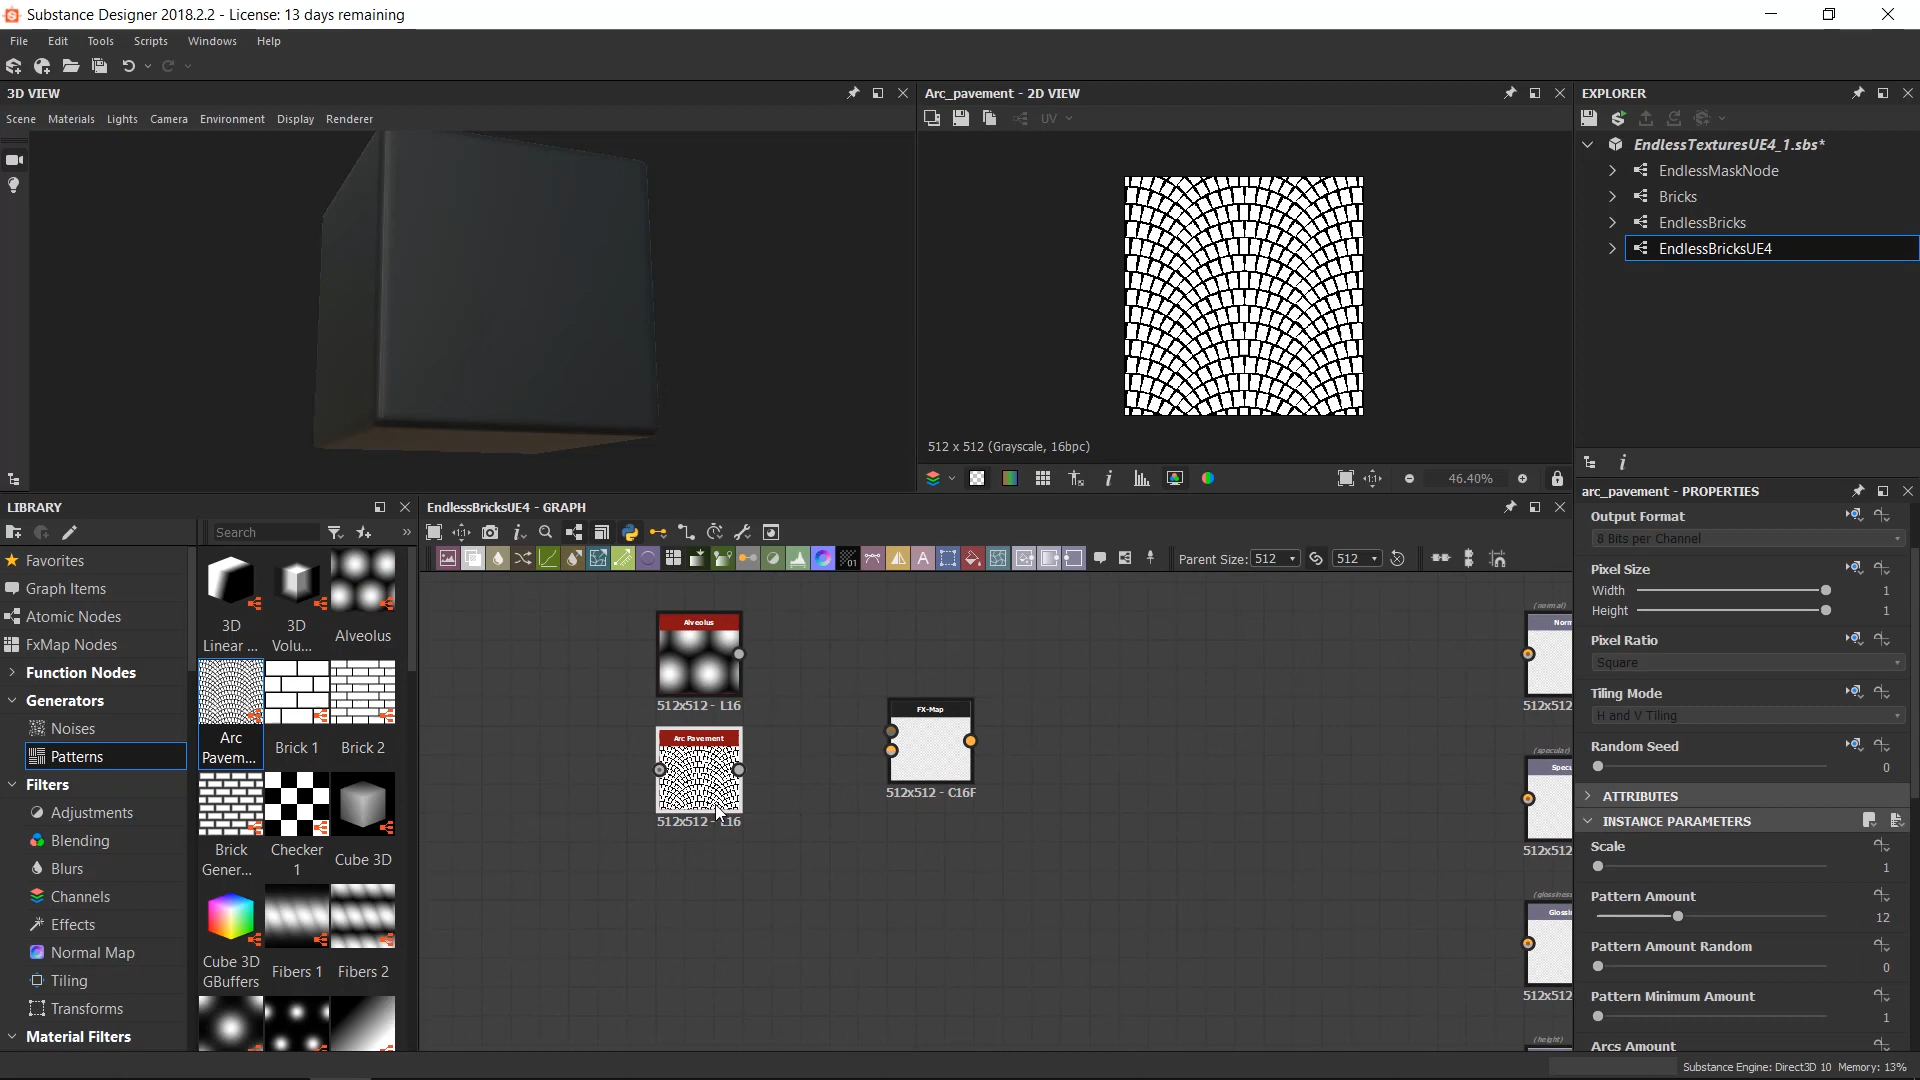 Substance Designer 2018.2.2 - License: 13 days remaining
File Edit Tools Scripts Windows Help
3D VIEW
Scene Materials Lights Camera Environment Display Renderer
Arc_pavement - 2D VIEW
UV
512 x 512 (Grayscale, 16bpc)
46.40%
EXPLORER
EndlessTexturesUE4_1.sbs*
EndlessMaskNode
Bricks
EndlessBricks
EndlessBricksUE4
LIBRARY
Search
Favorites
Graph Items
Atomic Nodes
FxMap Nodes
Function Nodes
Generators
Noises
Patterns
Filters
Adjustments
Blending
Blurs
Channels
Effects
Normal Map
Tiling
Transforms
Material Filters
3D Linear ...
3D Volu...
Alveolus
Arc Pavem...
Brick 1
Brick 2
Brick Gener...
Checker 1
Cube 3D
Cube 3D GBuffers
Fibers 1
Fibers 2
EndlessBricksUE4 - GRAPH
Parent Size: 512 512
Alveolus
512x512 - L16
Arc Pavement
512x512 - L16
FX-Map
512x512 - C16F
(normal)
Norm
512x512
(specular)
Specu
512x512
(glossiness
Glossin
512x512
(height)
arc_pavement - PROPERTIES
Output Format
8 Bits per Channel
Pixel Size
Width 1
Height 1
Pixel Ratio
Square
Tiling Mode
H and V Tiling
Random Seed
0
ATTRIBUTES
INSTANCE PARAMETERS
Scale
1
Pattern Amount
12
Pattern Amount Random
0
Pattern Minimum Amount
1
Arcs Amount
Substance Engine: Direct3D 10 Memory: 13%